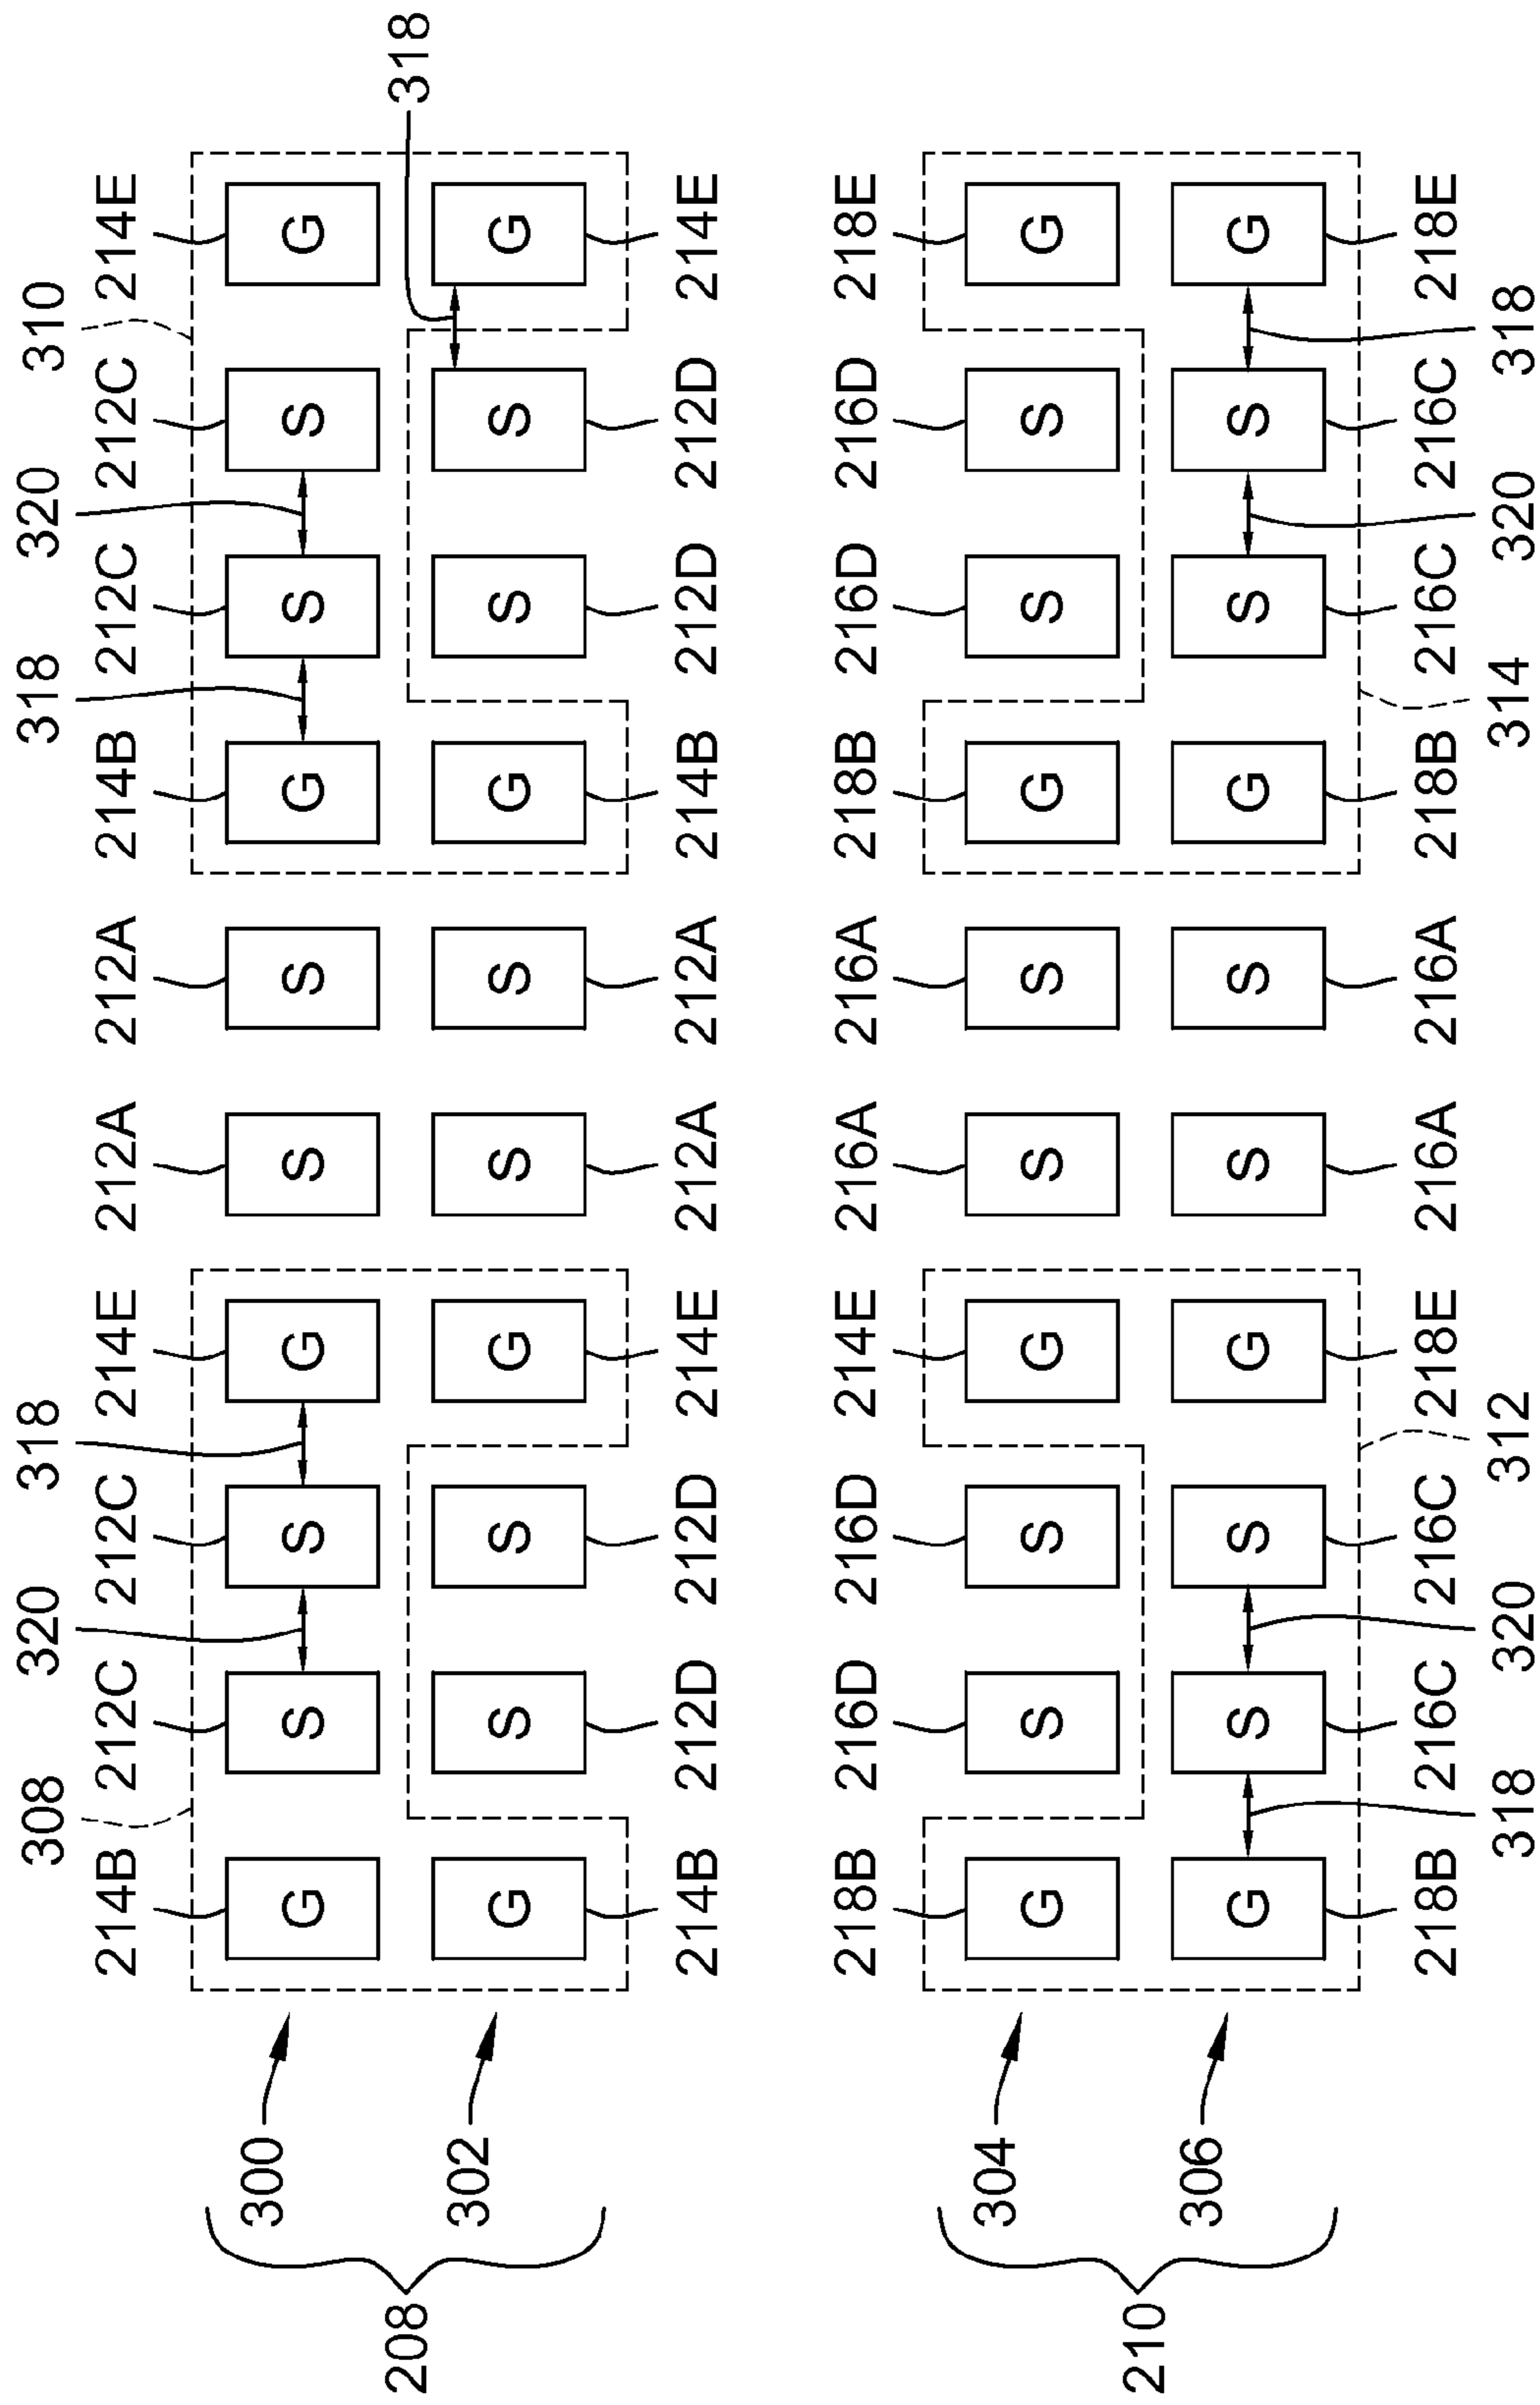 308 320 318 318 320 310
214B 212C 212C 214E 212A 212A 214B 212C 212C 214E
300 G S S G S S G S S G
208 318
302 G S S G S S G S S G
214B 212D 212D 214E 212A 212A 214B 212D 212D 214E
218B 216D 216D 214E 216A 216A 218B 216D 216D 218E
304 G S S G S S G S S G
210
306 G S S G S S G S S G
218B 216C 216C 218E 216A 216A 218B 216C 216C 218E
318 320 312 314 320 318